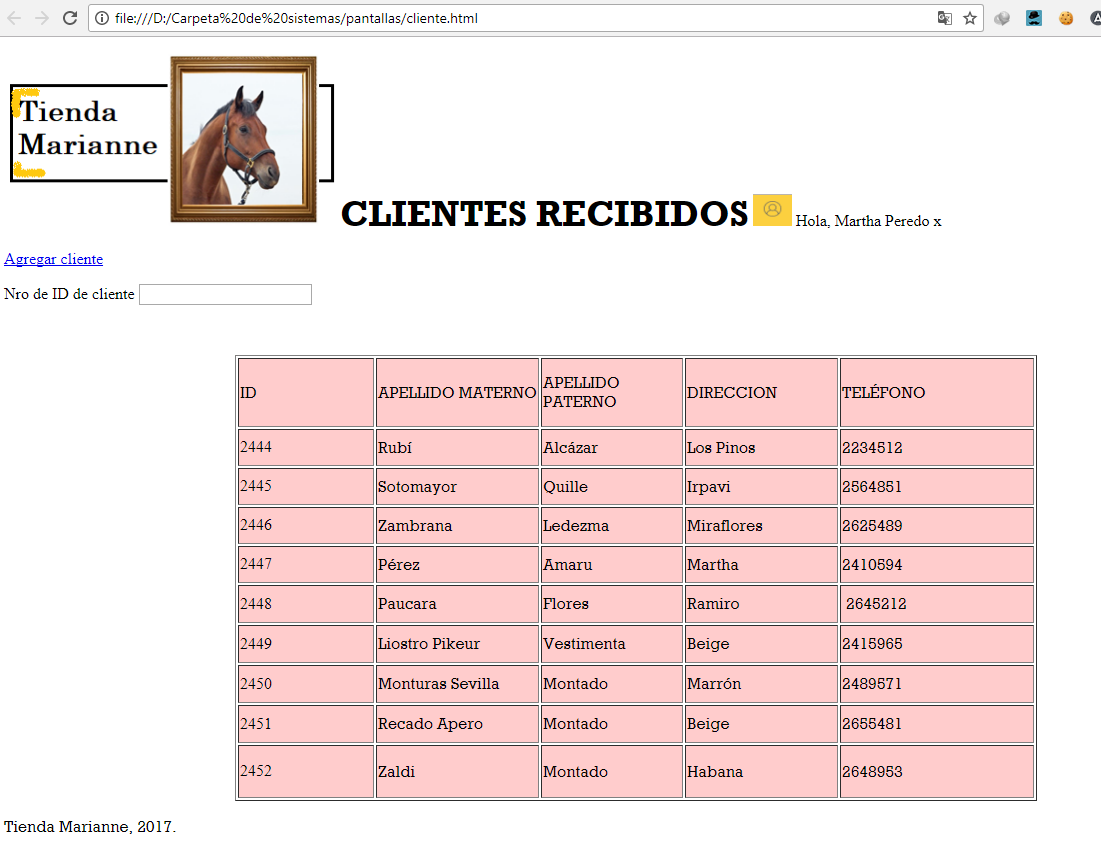 file:///D:/Carpeta%20de%20sistemas/pantallas/cliente.html
Tienda
Marianne
CLIENTES RECIBIDOS Hola, Martha Peredo x
Agregar cliente
Nro de ID de cliente
ID APELLIDO MATERNO APELLIDO PATERNO DIRECCION TELÉFONO
2444 Rubí Alcázar Los Pinos 2234512
2445 Sotomayor Quille Irpavi 2564851
2446 Zambrana Ledezma Miraflores 2625489
2447 Pérez Amaru Martha 2410594
2448 Paucara Flores Ramiro 2645212
2449 Liostro Pikeur Vestimenta Beige 2415965
2450 Monturas Sevilla Montado Marrón 2489571
2451 Recado Apero Montado Beige 2655481
2452 Zaldi Montado Habana 2648953
Tienda Marianne, 2017.